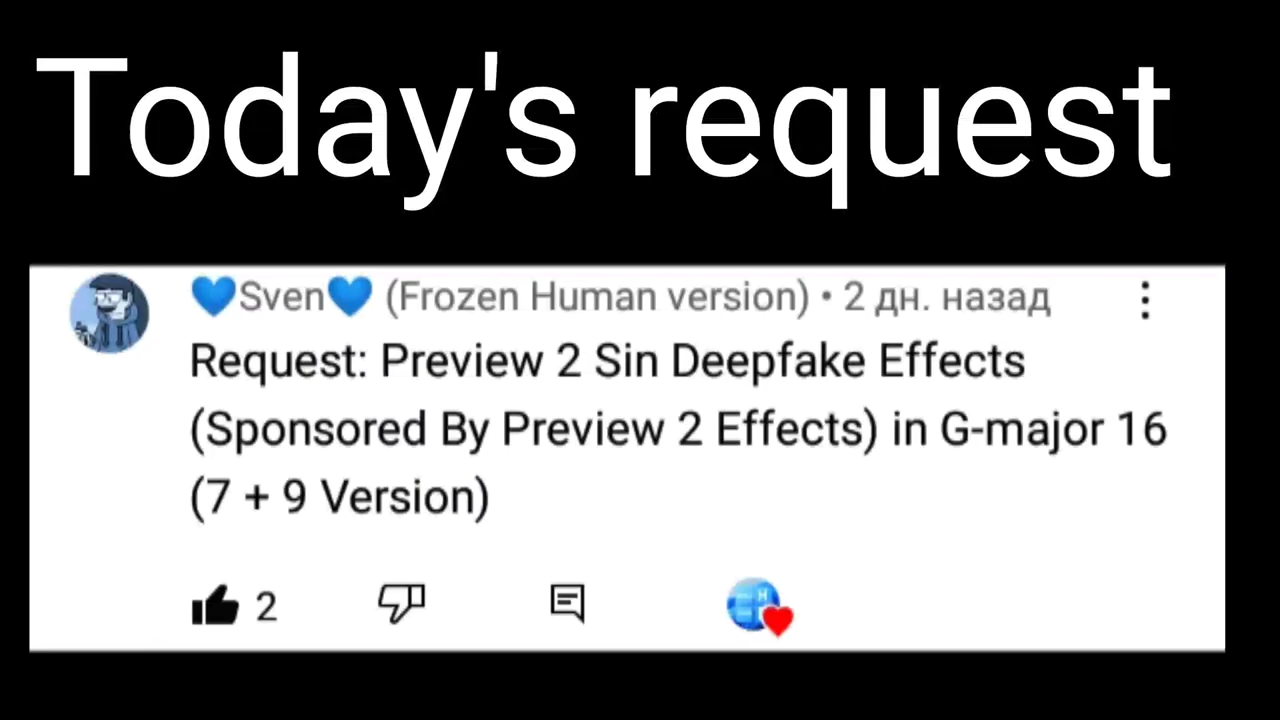 Today's request
💙Sven💙 (Frozen Human version) • 2 дн. назад
Request: Preview 2 Sin Deepfake Effects
(Sponsored By Preview 2 Effects) in G-major 16
(7 + 9 Version)
2
H